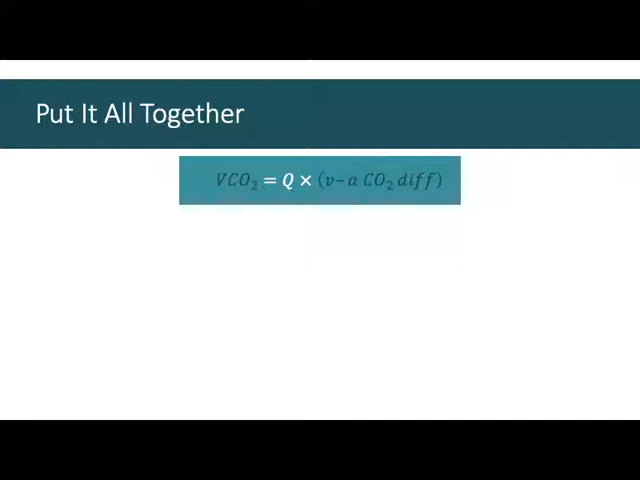 Put It All Together
VCO₂ = Q × (v–a CO₂ diff)